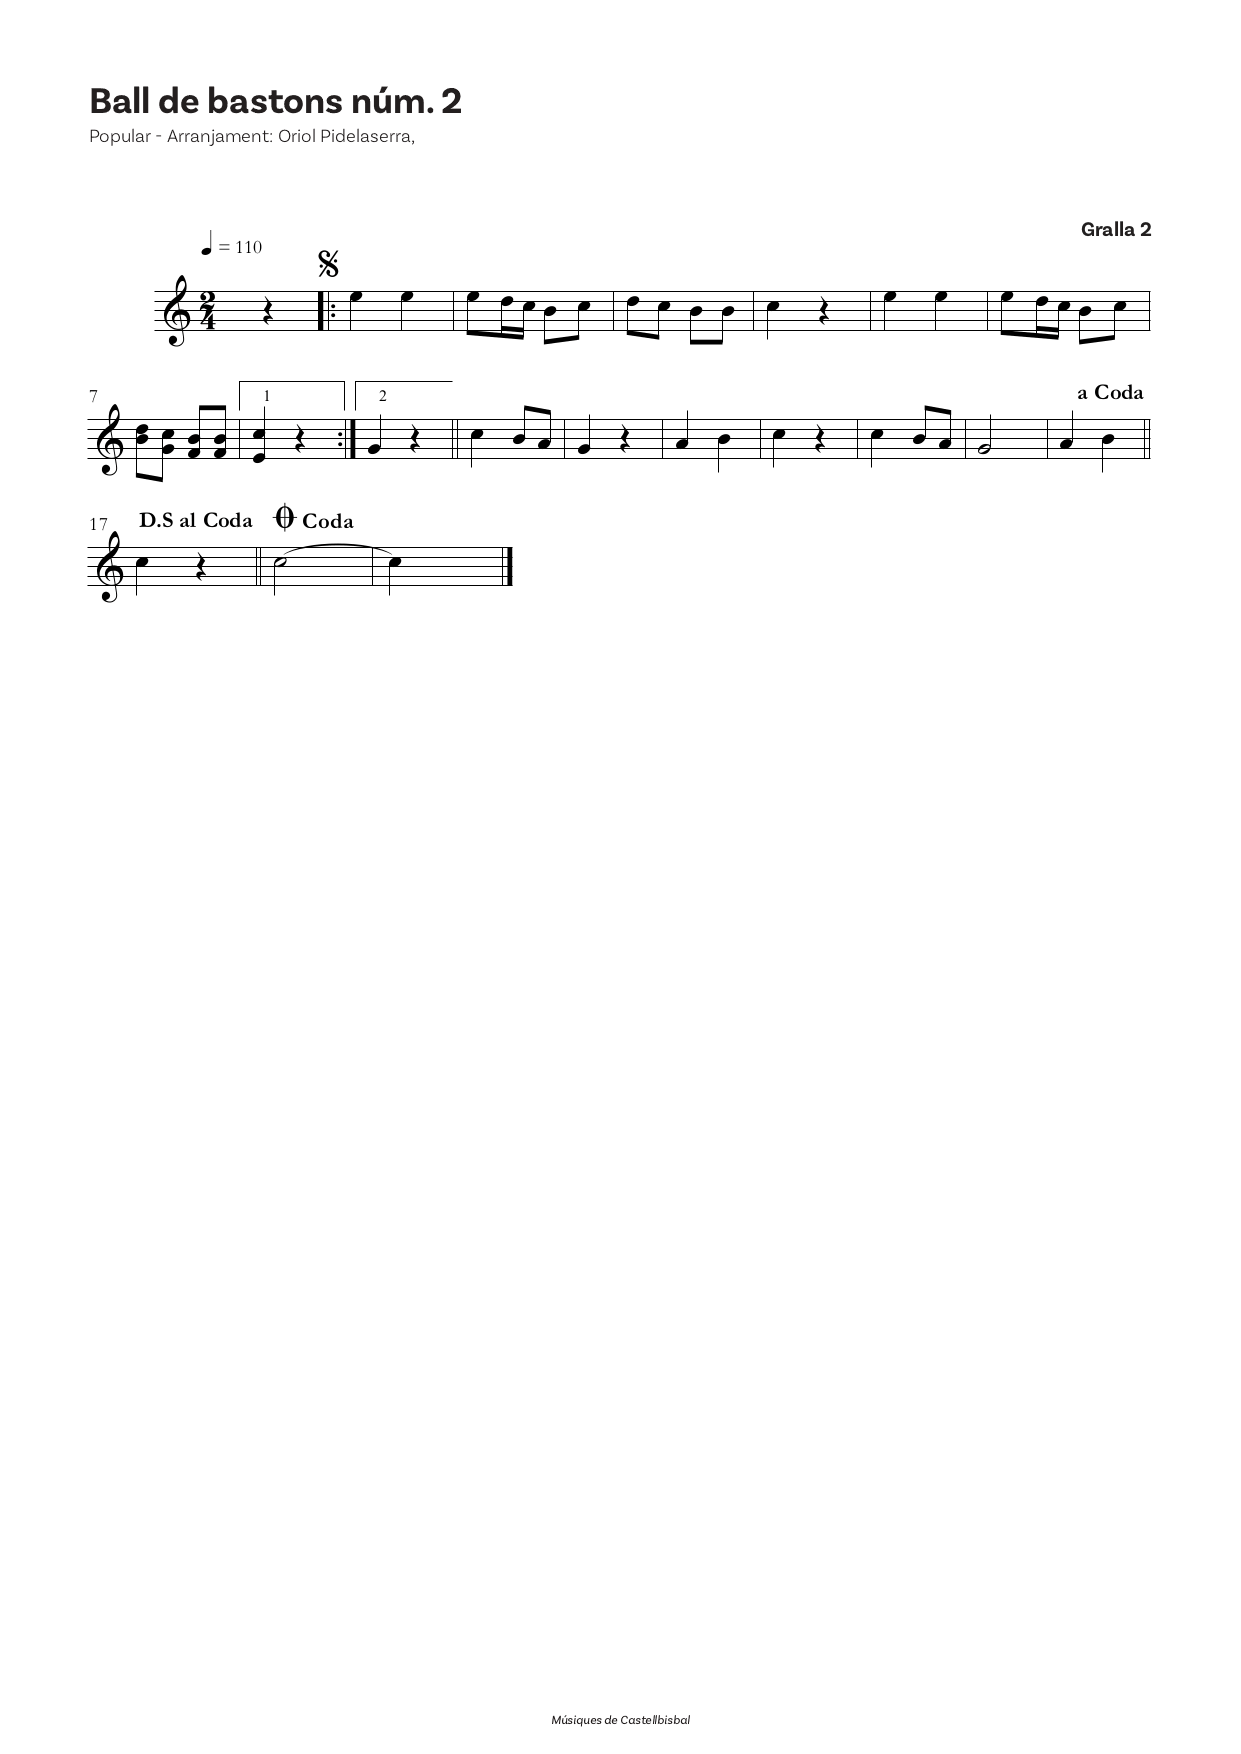 Ball de bastons núm. 2
Popular - Arranjament: Oriol Pidelaserra,
Gralla 2
= 110
2
4
7
1
2
a Coda
17
D.S al Coda
Coda
Músiques de Castellbisbal